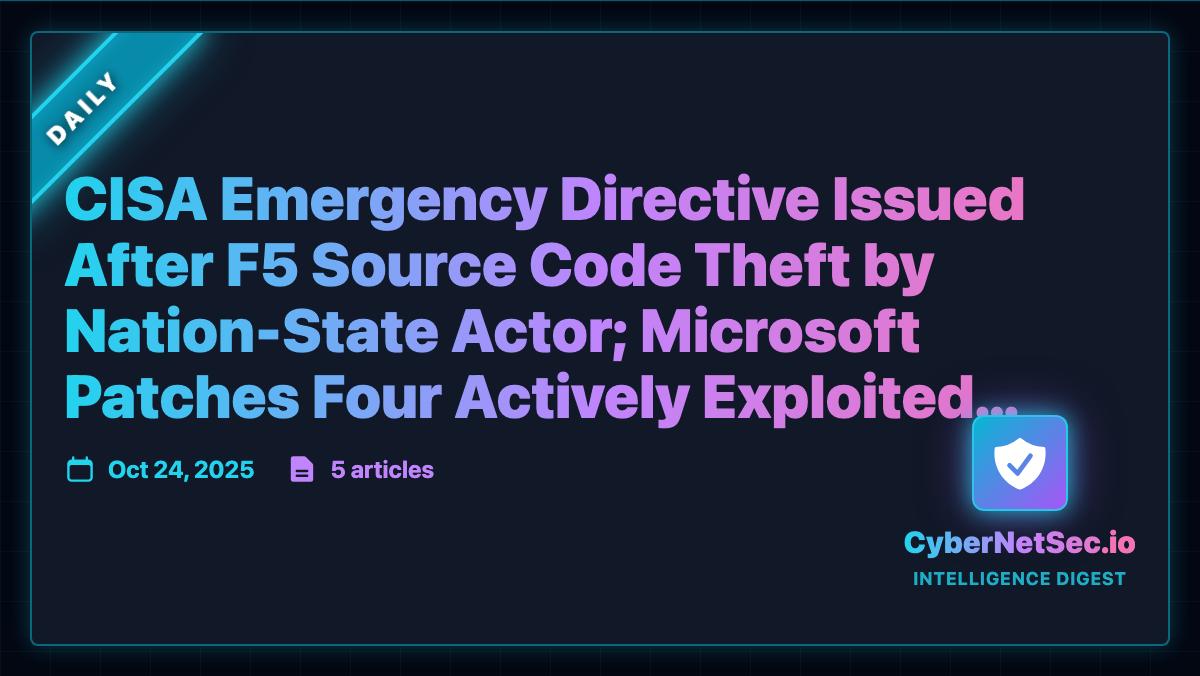 DAILY
CISA Emergency Directive Issued
After F5 Source Code Theft by
Nation-State Actor; Microsoft
Patches Four Actively Exploited...
Oct 24, 2025
5 articles
CyberNetSec.io
INTELLIGENCE DIGEST